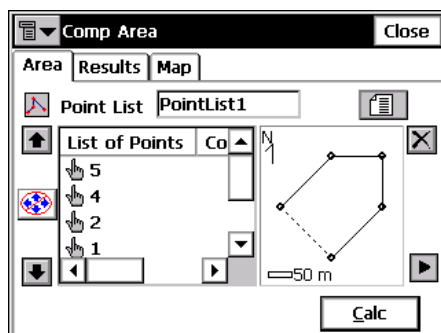 Comp Area Close
Area Results Map
Point List PointList1
List of Points Co
5
4
2
1
N
50 m
Calc